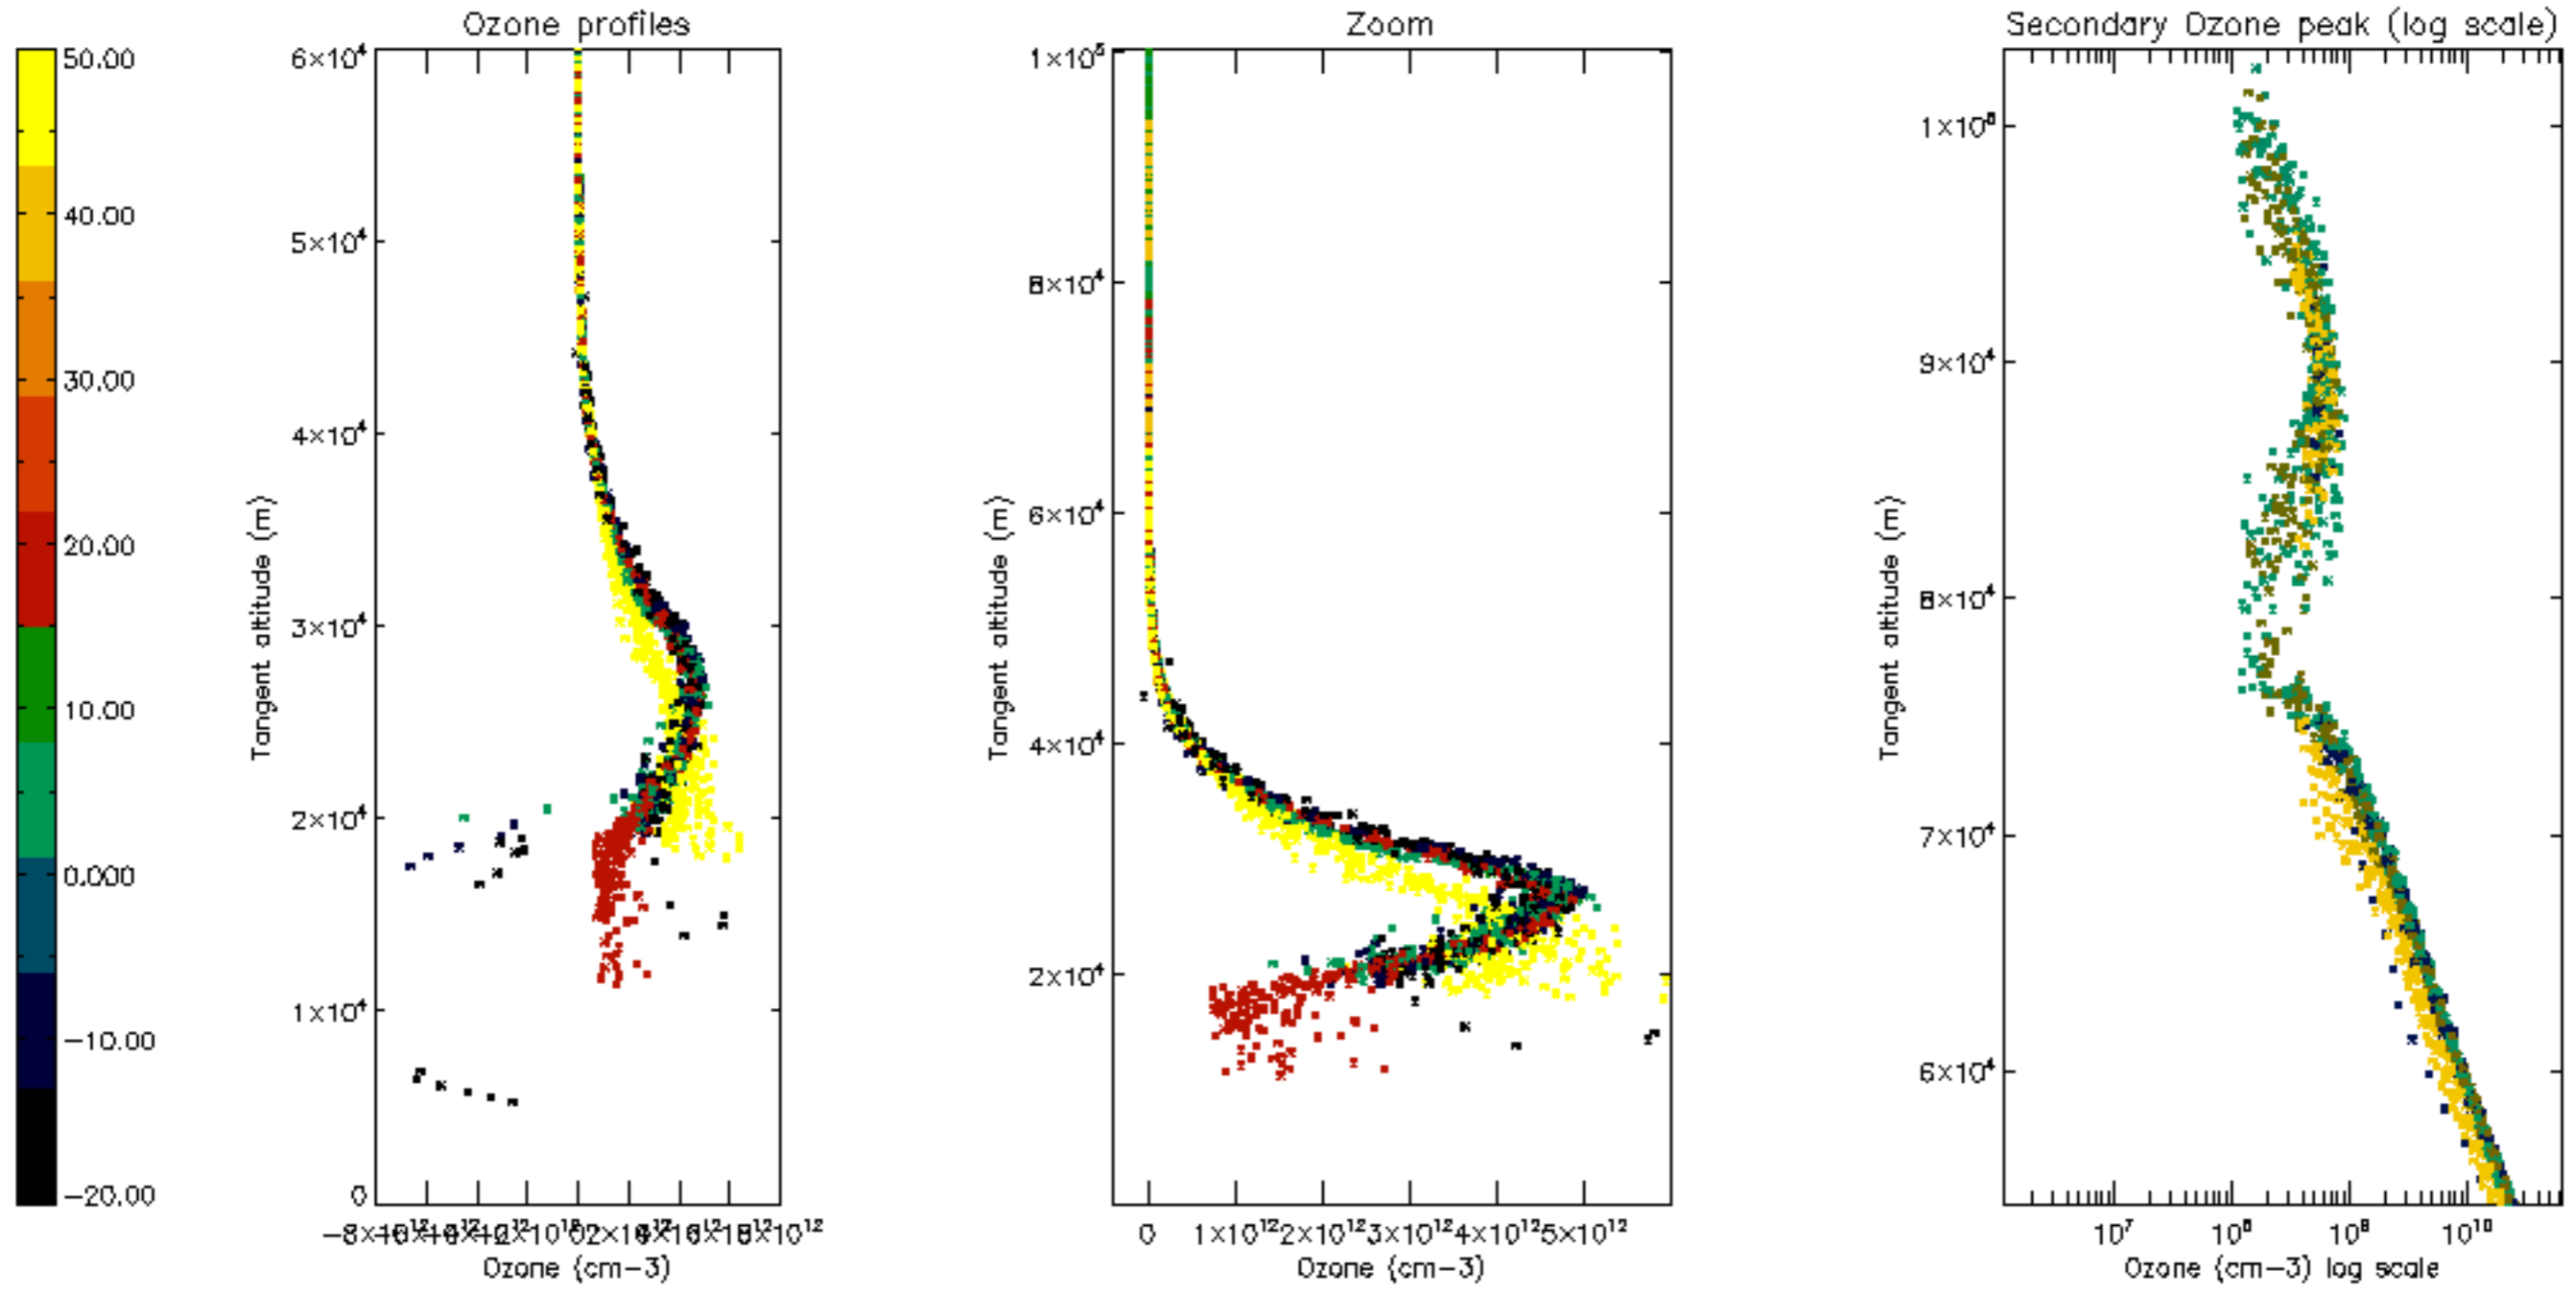 Ozone profiles
Zoom
Secondary Ozone peak (log scale)
50.00
40.00
30.00
20.00
10.00
0.000
-10.00
-20.00
Tangent altitude (m)
6×10⁴
5×10⁴
4×10⁴
3×10⁴
2×10⁴
1×10⁴
0
Ozone (cm-3)
Tangent altitude (m)
1×10⁵
8×10⁴
6×10⁴
4×10⁴
2×10⁴
0 1×10¹² 2×10¹² 3×10¹² 4×10¹² 5×10¹²
Ozone (cm-3)
Tangent altitude (m)
1×10⁵
9×10⁴
8×10⁴
7×10⁴
6×10⁴
10⁷ 10⁸ 10⁹ 10¹⁰
Ozone (cm-3) log scale